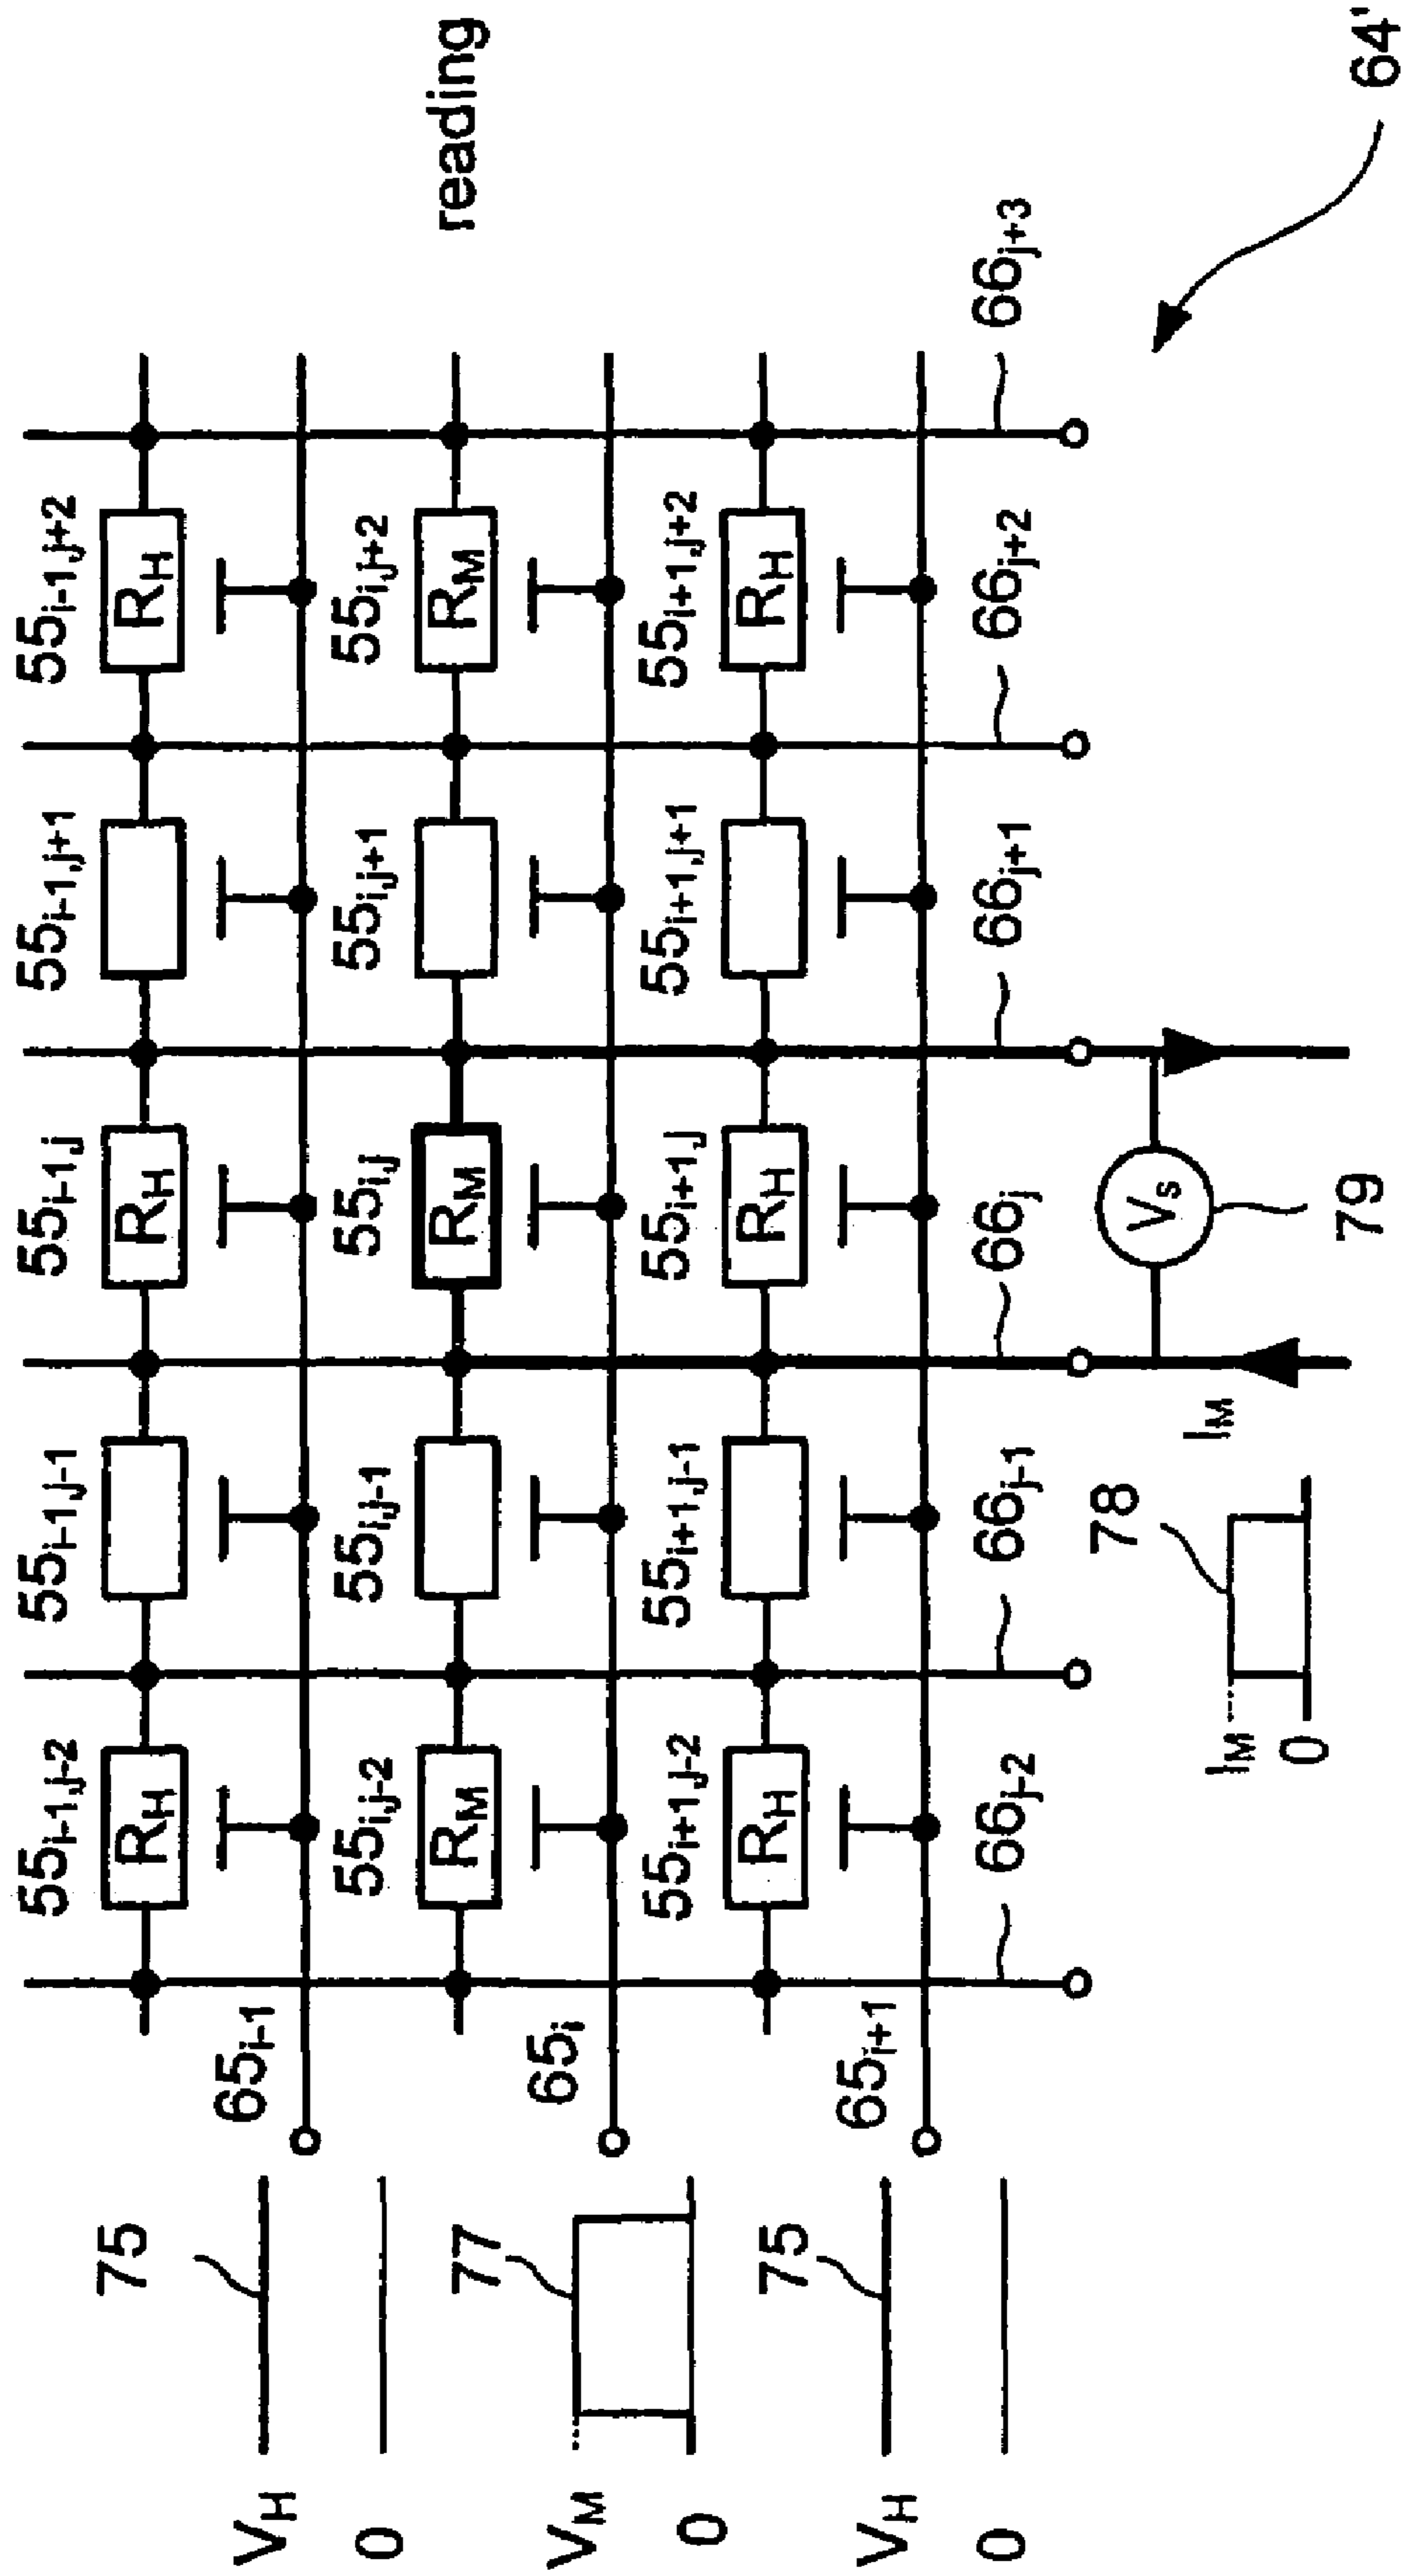 reading
55i-1,j-2 55i-1,j-1 55i-1,j 55i-1,j+1 55i-1,j+2
75
RH RH RH
VH
0
65i-1
55i,j-2 55i,j-1 55i,j 55i,j+1 55i,j+2
77
RM RM RM
VM
0
65i
55i+1,j-2 55i+1,j-1 55i+1,j 55i+1,j+1 55i+1,j+2
75
RH RH RH
VH
0
65i+1
66j-2 66j-1 66j 66j+1 66j+2 66j+3
78
IM
0
IM
Vs
79
64'